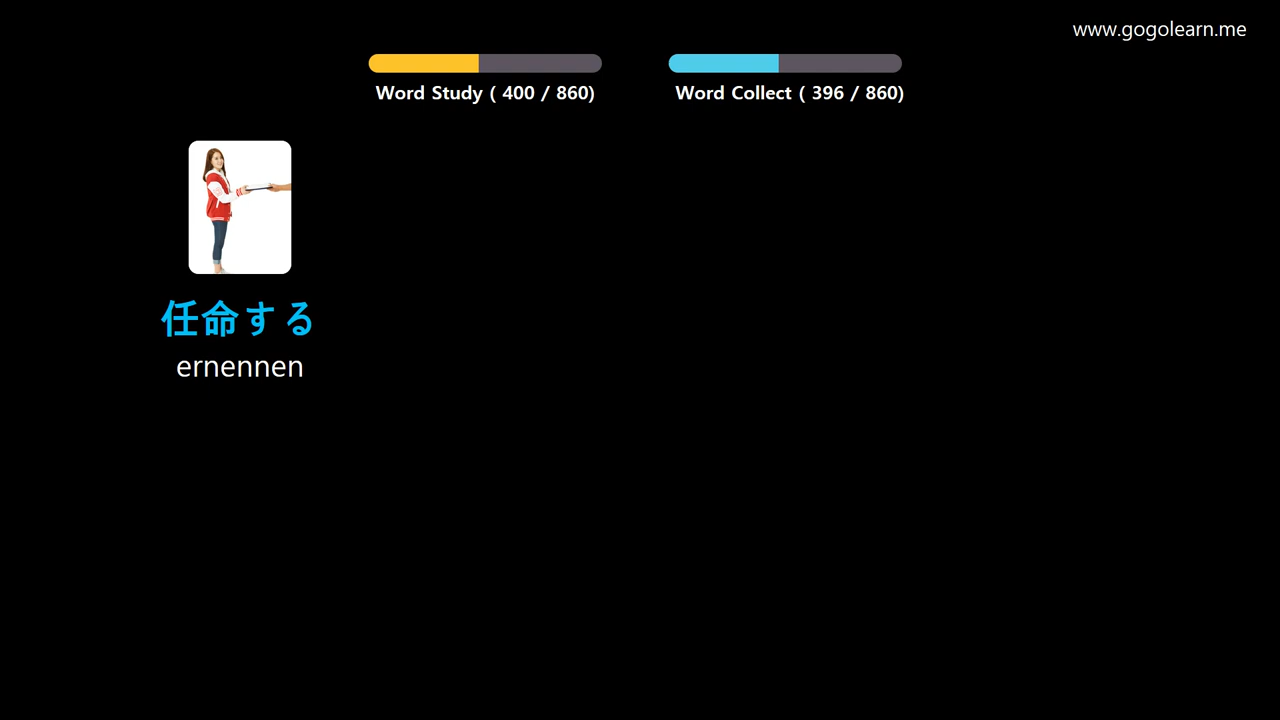 www.gogolearn.me
Word Study ( 400 / 860)
Word Collect ( 396 / 860)
任命する
ernennen